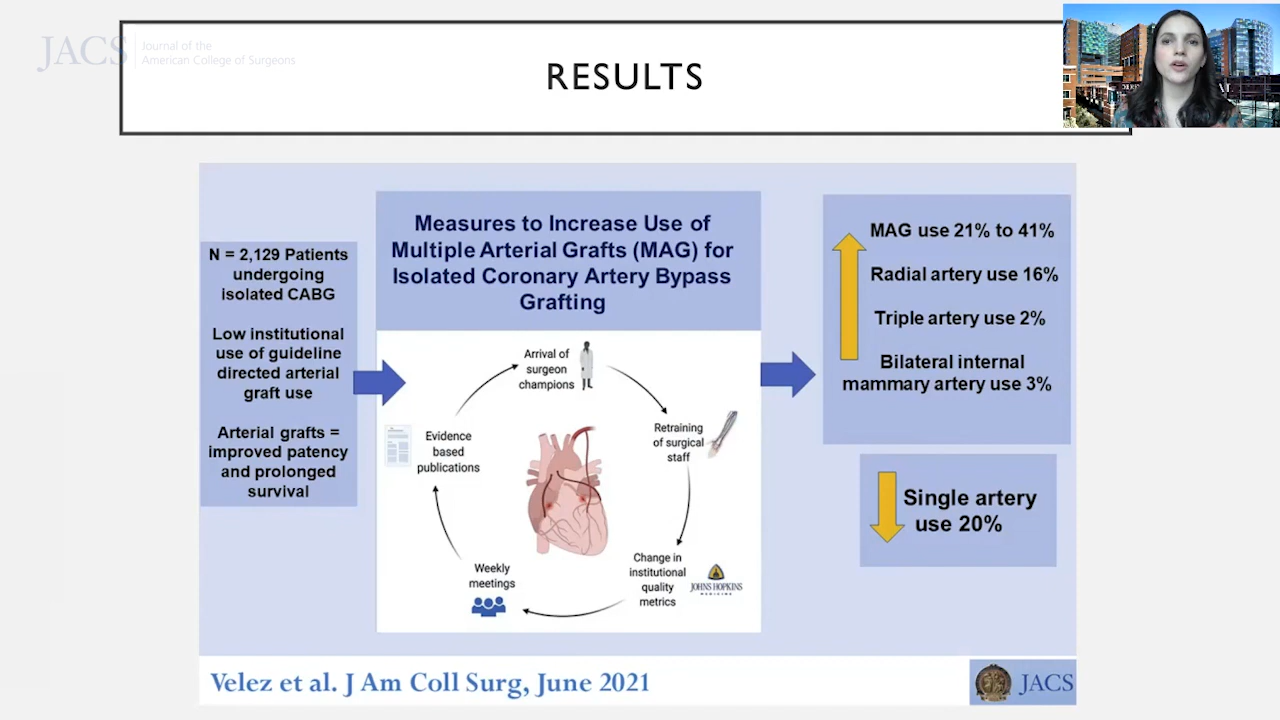 JACS
Journal of the
American College of Surgeons
RESULTS
N = 2,129 Patients
undergoing
isolated CABG
Low institutional
use of guideline
directed arterial
graft use
Arterial grafts =
improved patency
and prolonged
survival
Measures to Increase Use of
Multiple Arterial Grafts (MAG) for
Isolated Coronary Artery Bypass
Grafting
Arrival of
surgeon
champions
Retraining
of surgical
staff
Change in
institutional
quality
metrics
JOHNS HOPKINS
MEDICINE
Weekly
meetings
Evidence
based
publications
MAG use 21% to 41%
Radial artery use 16%
Triple artery use 2%
Bilateral internal
mammary artery use 3%
Single artery
use 20%
Velez et al. J Am Coll Surg, June 2021
JACS